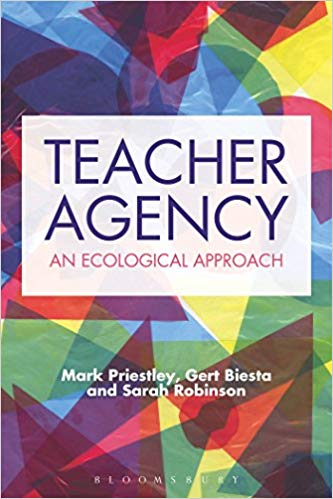 TEACHER
AGENCY
AN ECOLOGICAL APPROACH
Mark Priestley, Gert Biesta
and Sarah Robinson
BLOOMSBURY